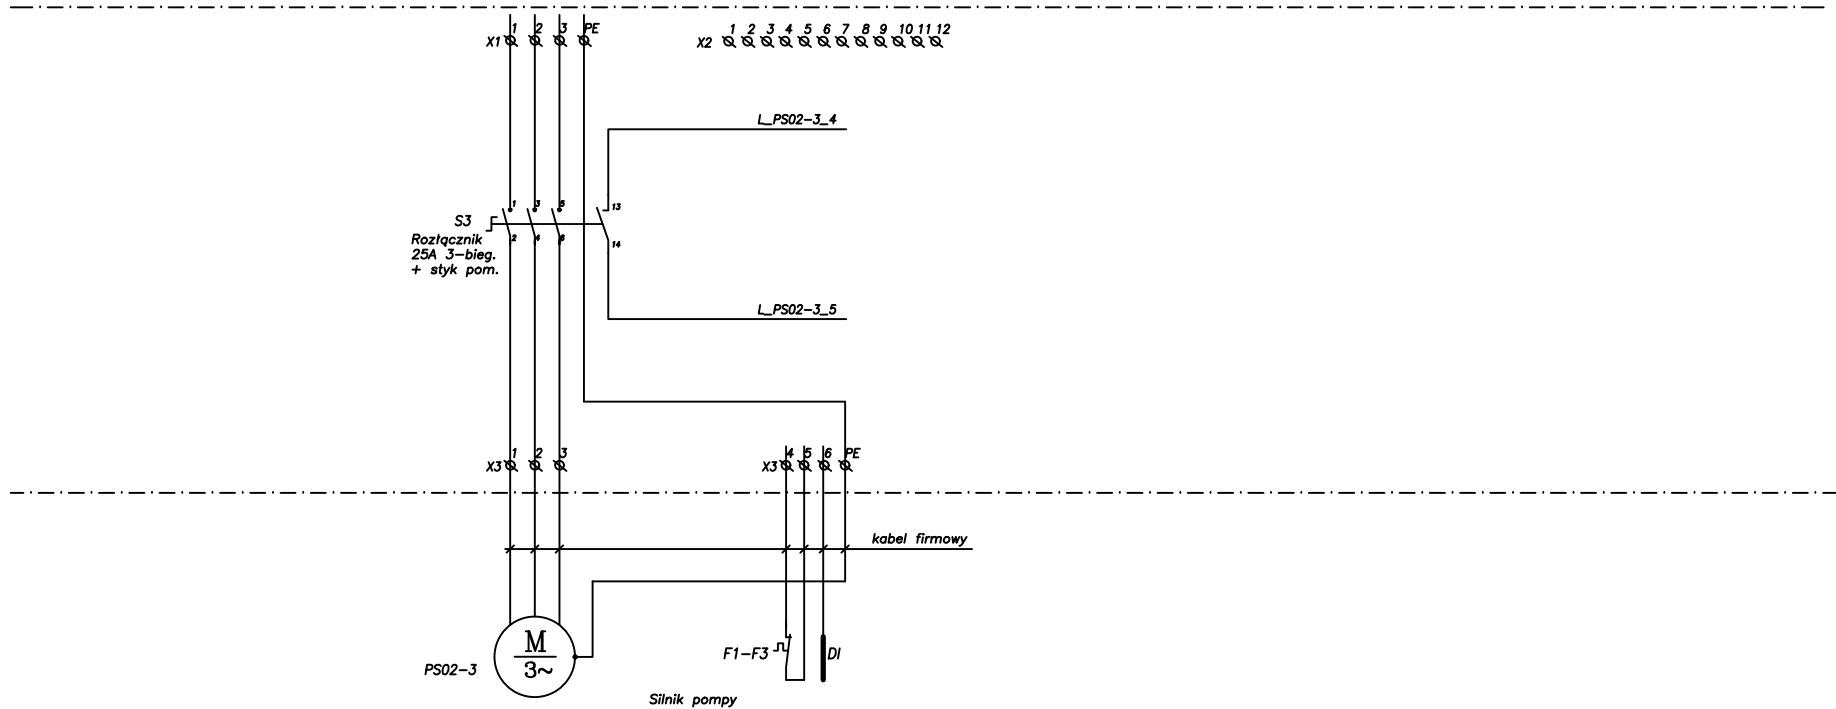 1 2 3 PE
X1
1 2 3 4 5 6 7 8 9 10 11 12
X2
L_PS02-3_4
1 3 5 13
S3
2 4 6 14
Rozłącznik
25A 3-bieg.
+ styk pom.
L_PS02-3_5
1 2 3
X3
4 5 6 PE
X3
kabel firmowy
M
3~
PS02-3
F1-F3
DI
Silnik pompy